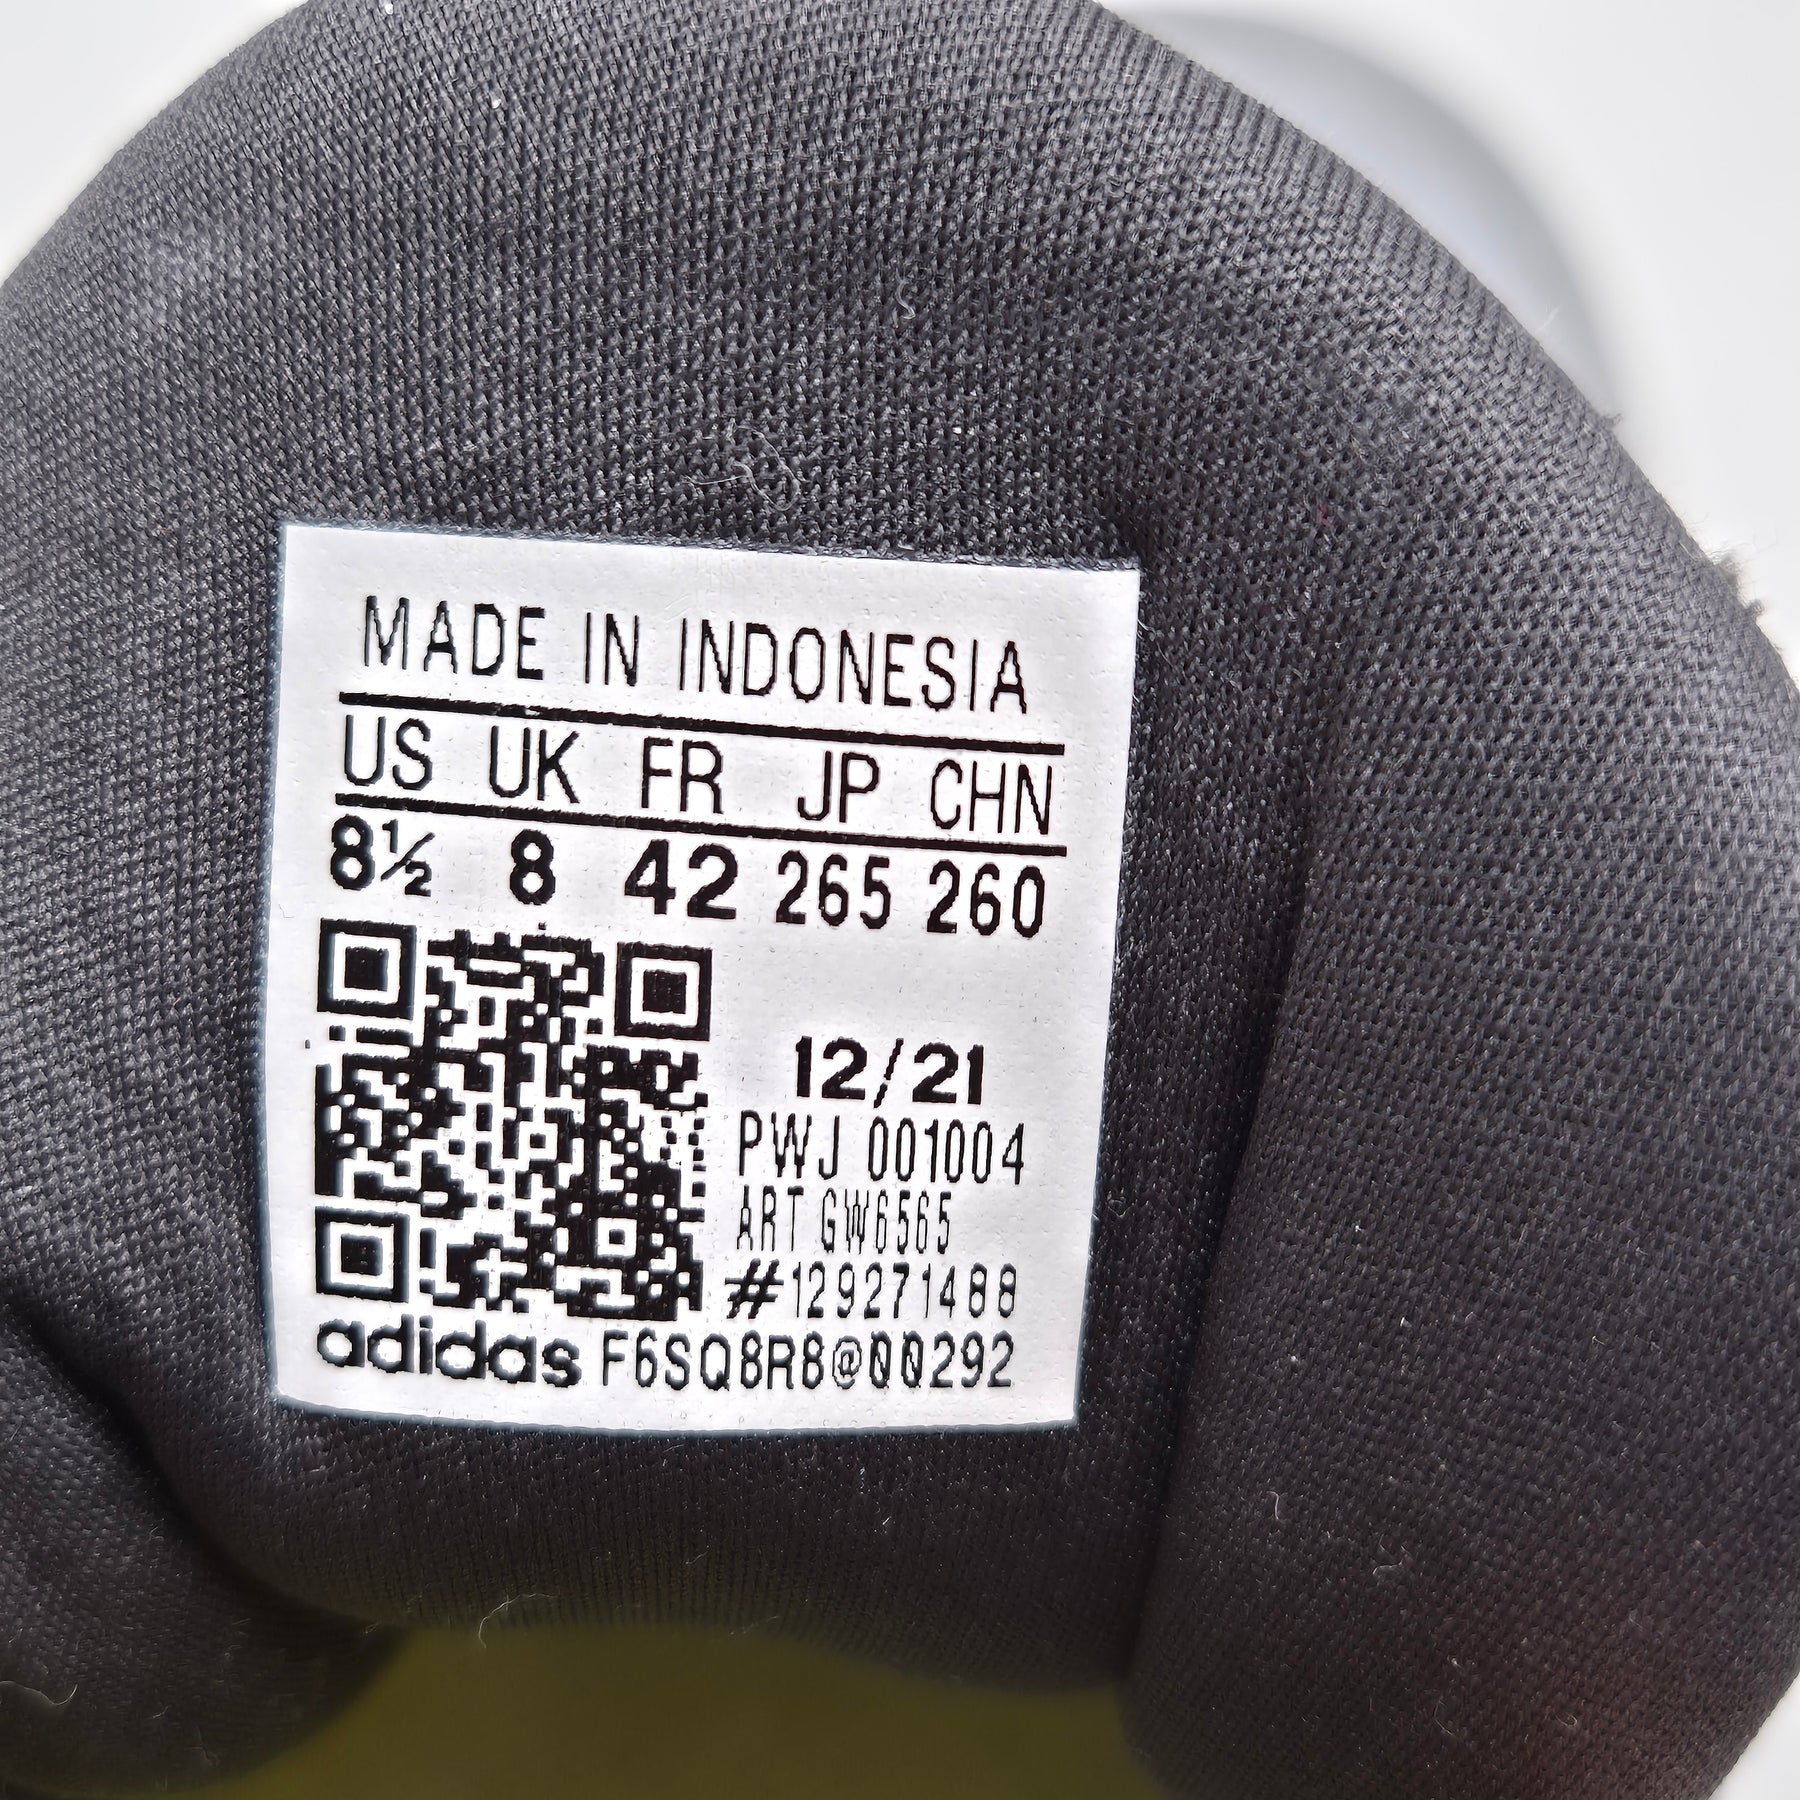 MADE IN INDONESIA
US UK FR JP CHN
8½ 8 42 265 260
12/21
PWJ 001004
ART GW6565
#129271488
adidas F6SQ8R8@00292